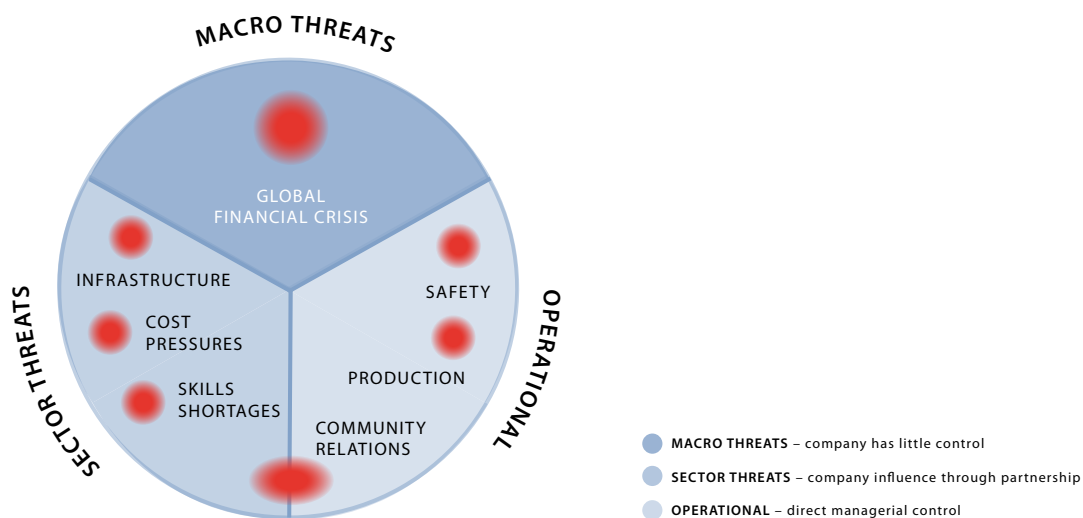 MACRO THREATS
GLOBAL
FINANCIAL CRISIS
SECTOR THREATS
INFRASTRUCTURE
COST
PRESSURES
SKILLS
SHORTAGES
OPERATIONAL
SAFETY
PRODUCTION
COMMUNITY
RELATIONS
MACRO THREATS – company has little control
SECTOR THREATS – company influence through partnership
OPERATIONAL – direct managerial control